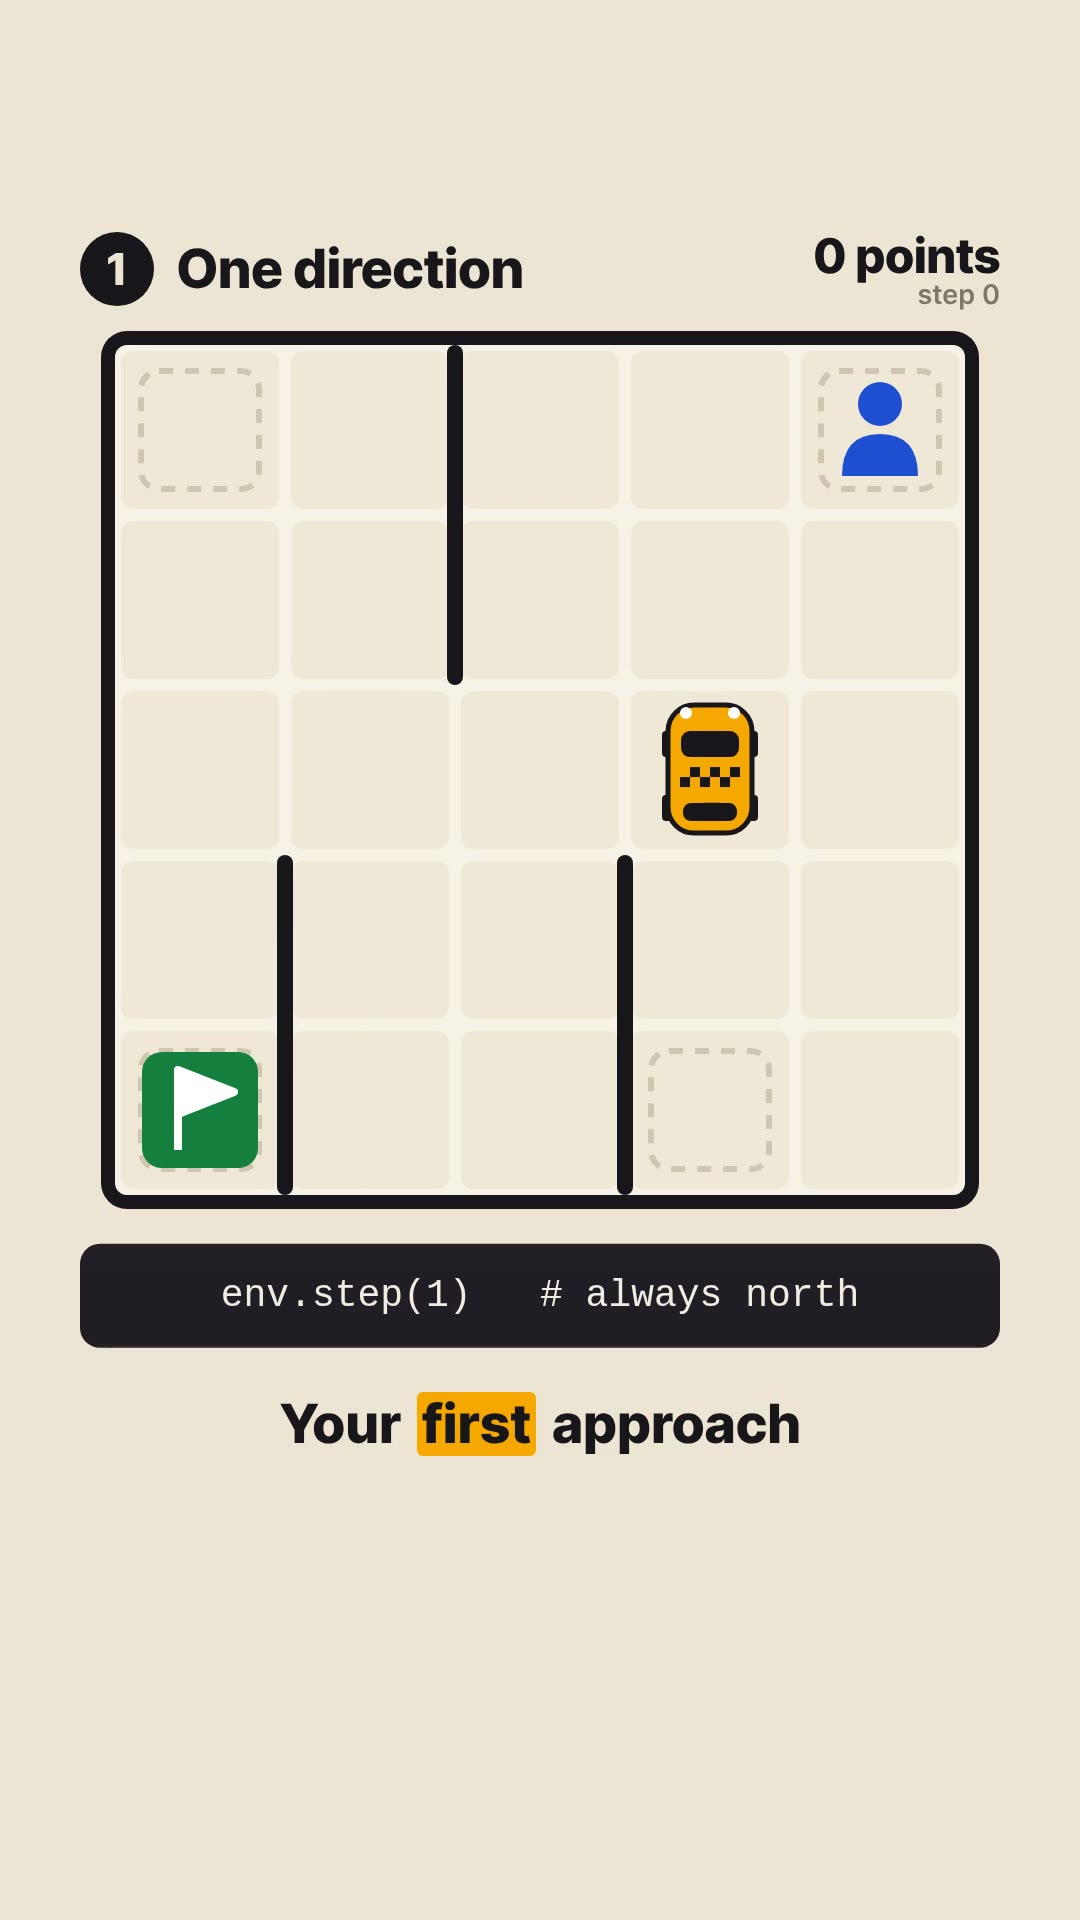 1 One direction
0 points
step 0
env.step(1)   # always north
Your first approach